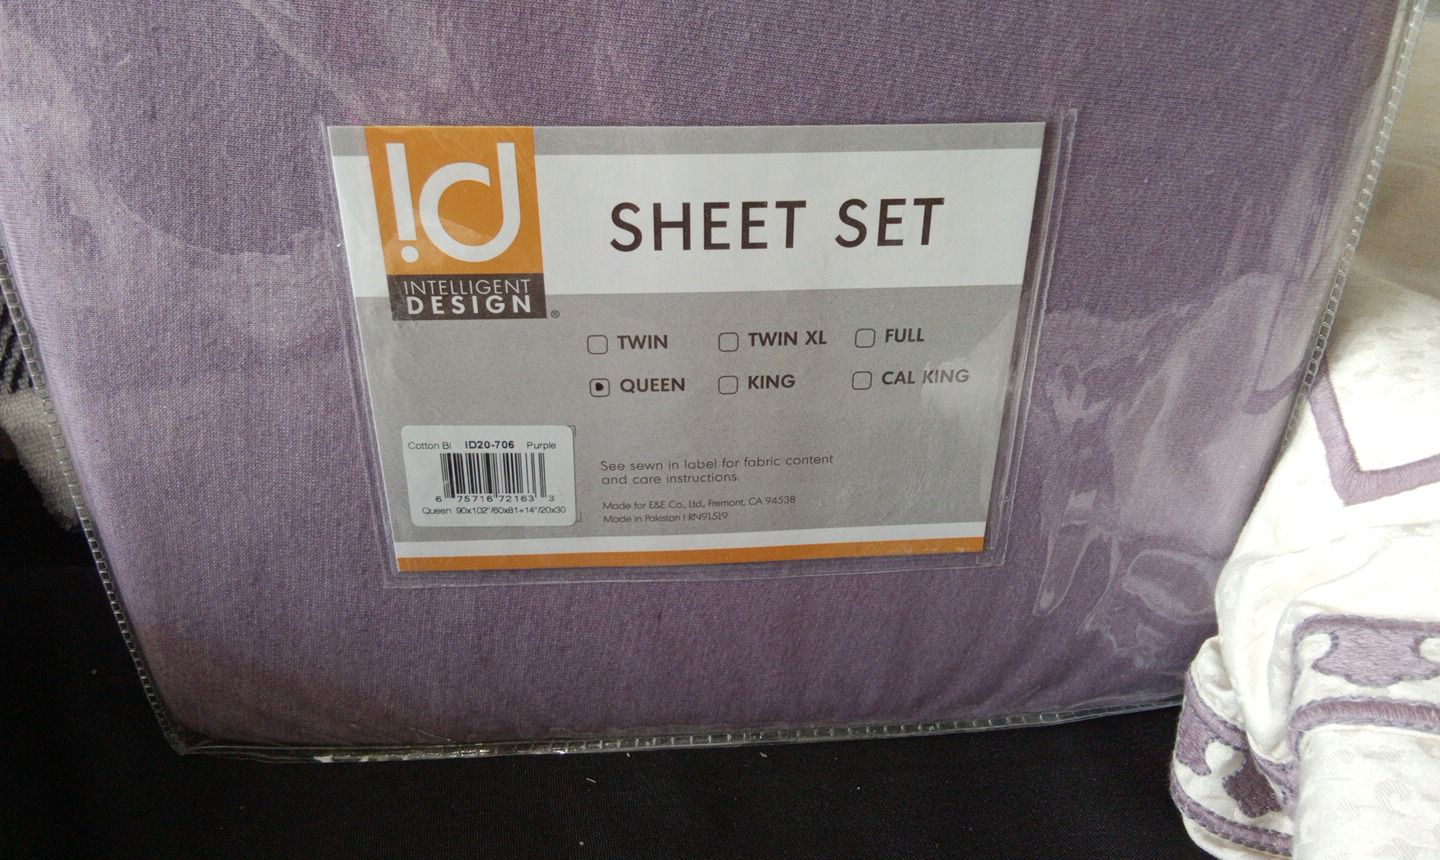 !d
INTELLIGENT
DESIGN®
SHEET SET
TWIN TWIN XL FULL
QUEEN KING CAL KING
Cotton Bl ID20-706 Purple
6 75716 72163 3
Queen 90x102"/60x81+14"/20x30
See sewn in label for fabric content
and care instructions.
Made for E&E Co., Ltd., Fremont, CA 94538
Made in Pakistan | RN91519